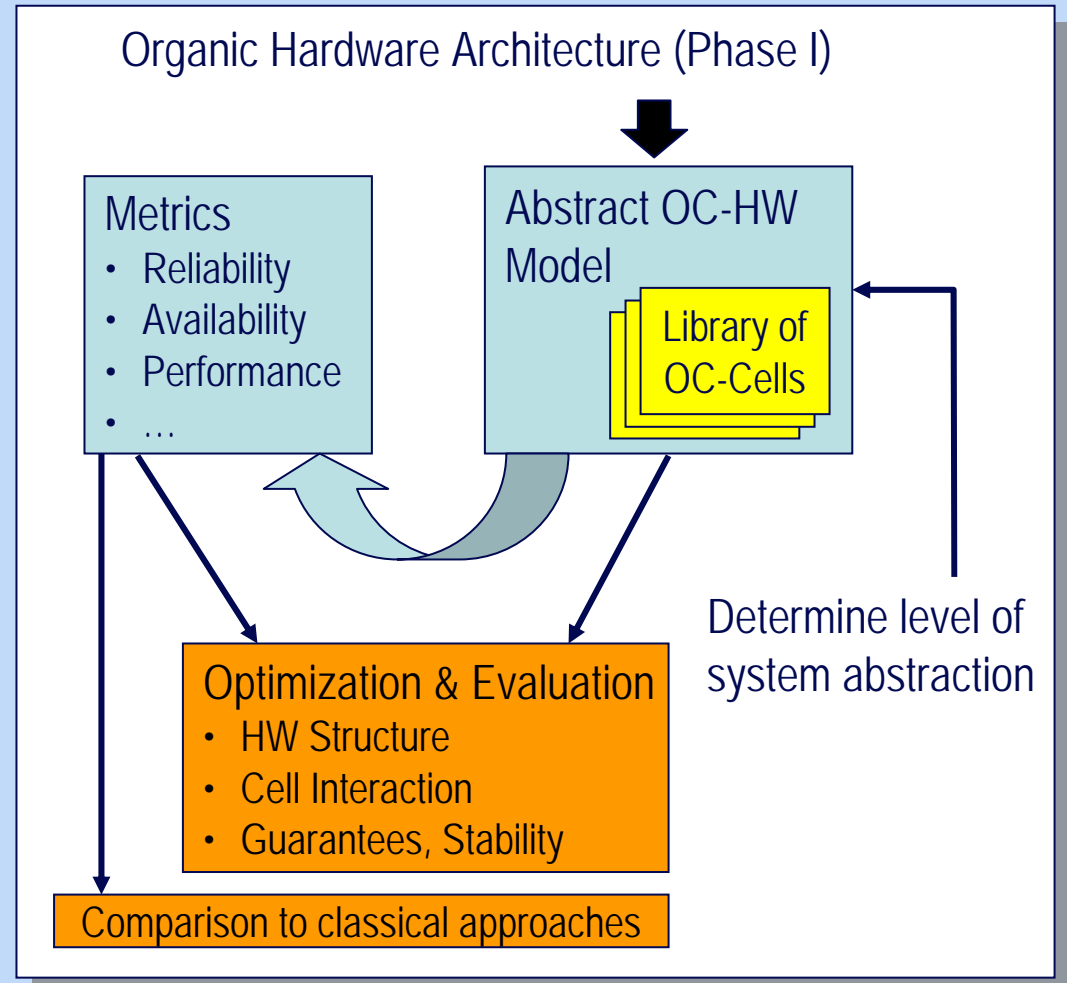 Organic Hardware Architecture (Phase I)
Metrics
• Reliability
• Availability
• Performance
• …
Abstract OC-HW
Model
Library of
OC-Cells
Determine level of
system abstraction
Optimization & Evaluation
• HW Structure
• Cell Interaction
• Guarantees, Stability
Comparison to classical approaches